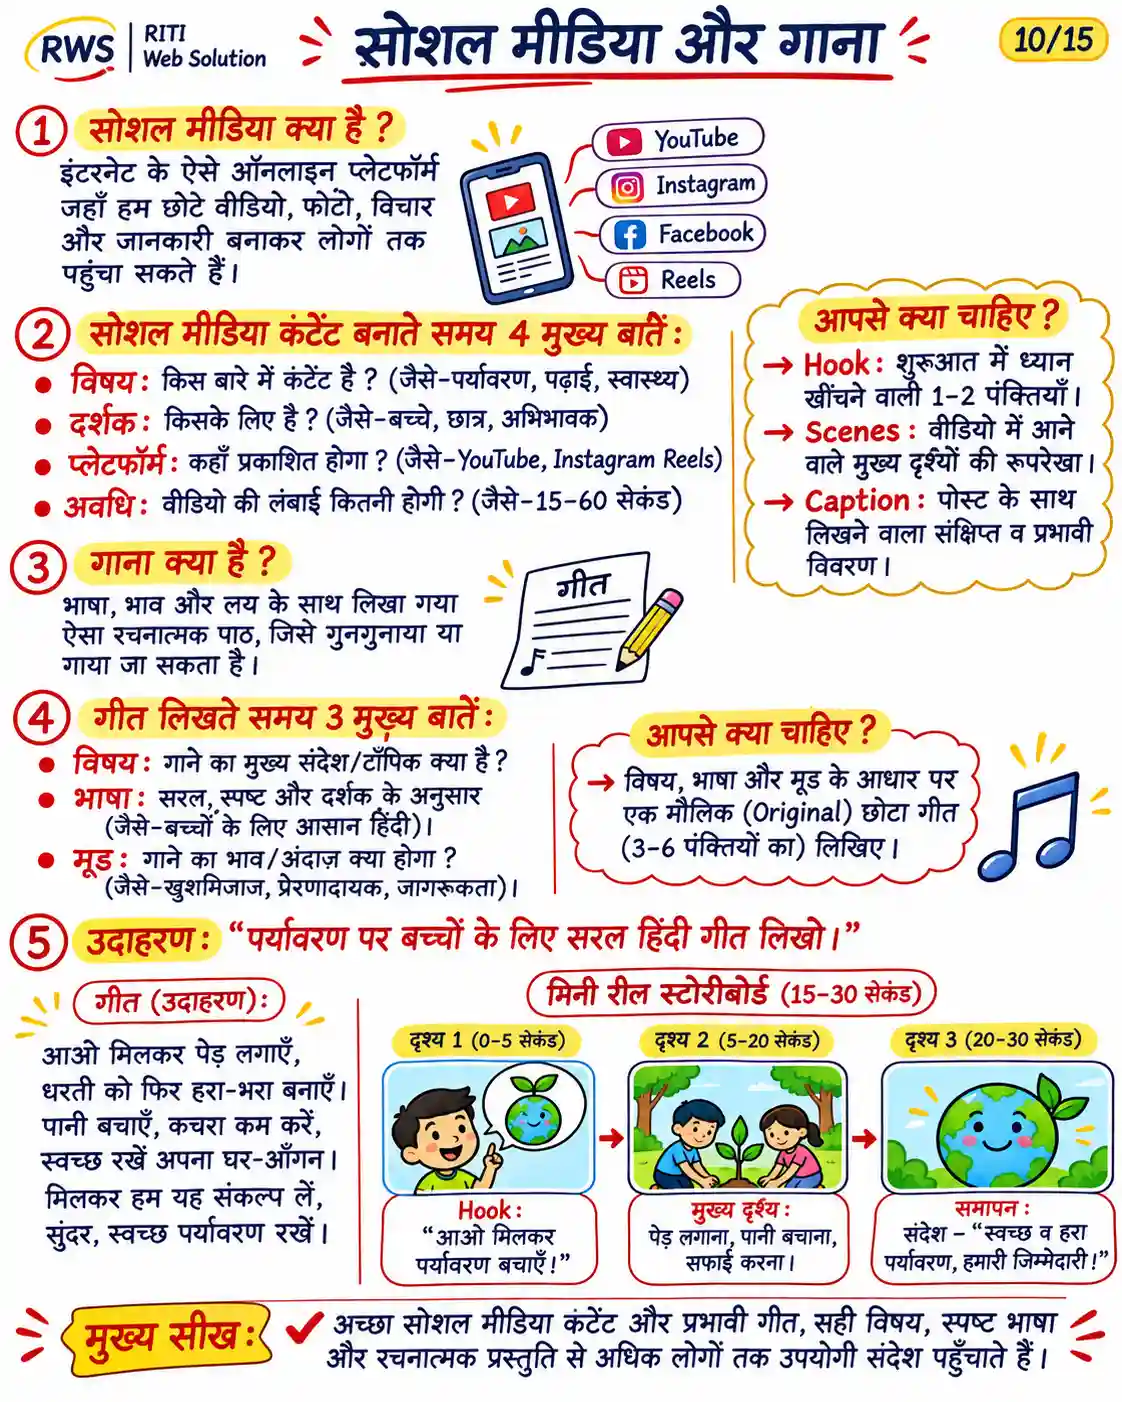 RWS
RITI
Web Solution
सोशल मीडिया और गाना
10/15
1 सोशल मीडिया क्या है ?
इंटरनेट के ऐसे ऑनलाइन प्लेटफॉर्म
जहाँ हम छोटे वीडियो, फोटो, विचार
और जानकारी बनाकर लोगों तक
पहुंचा सकते हैं।
YouTube
Instagram
Facebook
Reels
2 सोशल मीडिया कंटेंट बनाते समय 4 मुख्य बातें :
• विषय : किस बारे में कंटेंट है ? (जैसे-पर्यावरण, पढ़ाई, स्वास्थ्य)
• दर्शक : किसके लिए है ? (जैसे-बच्चे, छात्र, अभिभावक)
• प्लेटफॉर्म : कहाँ प्रकाशित होगा ? (जैसे-YouTube, Instagram Reels)
• अवधि : वीडियो की लंबाई कितनी होगी ? (जैसे-15-60 सेकंड)
आपसे क्या चाहिए ?
→ Hook : शुरूआत में ध्यान
खींचने वाली 1-2 पंक्तियाँ।
→ Scenes : वीडियो में आने
वाले मुख्य दृश्यों की रूपरेखा।
→ Caption : पोस्ट के साथ
लिखने वाला संक्षिप्त व प्रभावी
विवरण।
3 गाना क्या है ?
भाषा, भाव और लय के साथ लिखा गया
ऐसा रचनात्मक पाठ, जिसे गुनगुनाया या
गाया जा सकता है।
गीत
4 गीत लिखते समय 3 मुख्य बातें :
• विषय : गाने का मुख्य संदेश/टॉपिक क्या है ?
• भाषा : सरल, स्पष्ट और दर्शक के अनुसार
(जैसे-बच्चों के लिए आसान हिंदी)।
• मूड : गाने का भाव/अंदाज़ क्या होगा ?
(जैसे-खुशमिजाज, प्रेरणादायक, जागरूकता)।
आपसे क्या चाहिए ?
→ विषय, भाषा और मूड के आधार पर
एक मौलिक (Original) छोटा गीत
(3-6 पंक्तियों का) लिखिए।
5 उदाहरण : “पर्यावरण पर बच्चों के लिए सरल हिंदी गीत लिखो।”
गीत (उदाहरण) :
आओ मिलकर पेड़ लगाएँ,
धरती को फिर हरा-भरा बनाएँ।
पानी बचाएँ, कचरा कम करें,
स्वच्छ रखें अपना घर-आँगन।
मिलकर हम यह संकल्प लें,
सुंदर, स्वच्छ पर्यावरण रखें।
मिनी रील स्टोरीबोर्ड (15-30 सेकंड)
दृश्य 1 (0-5 सेकंड)
Hook :
“आओ मिलकर
पर्यावरण बचाएँ !”
दृश्य 2 (5-20 सेकंड)
मुख्य दृश्य :
पेड़ लगाना, पानी बचाना,
सफाई करना।
दृश्य 3 (20-30 सेकंड)
समापन :
संदेश - “स्वच्छ व हरा
पर्यावरण, हमारी जिम्मेदारी !”
मुख्य सीख : ✓ अच्छा सोशल मीडिया कंटेंट और प्रभावी गीत, सही विषय, स्पष्ट भाषा
और रचनात्मक प्रस्तुति से अधिक लोगों तक उपयोगी संदेश पहुँचाते हैं।